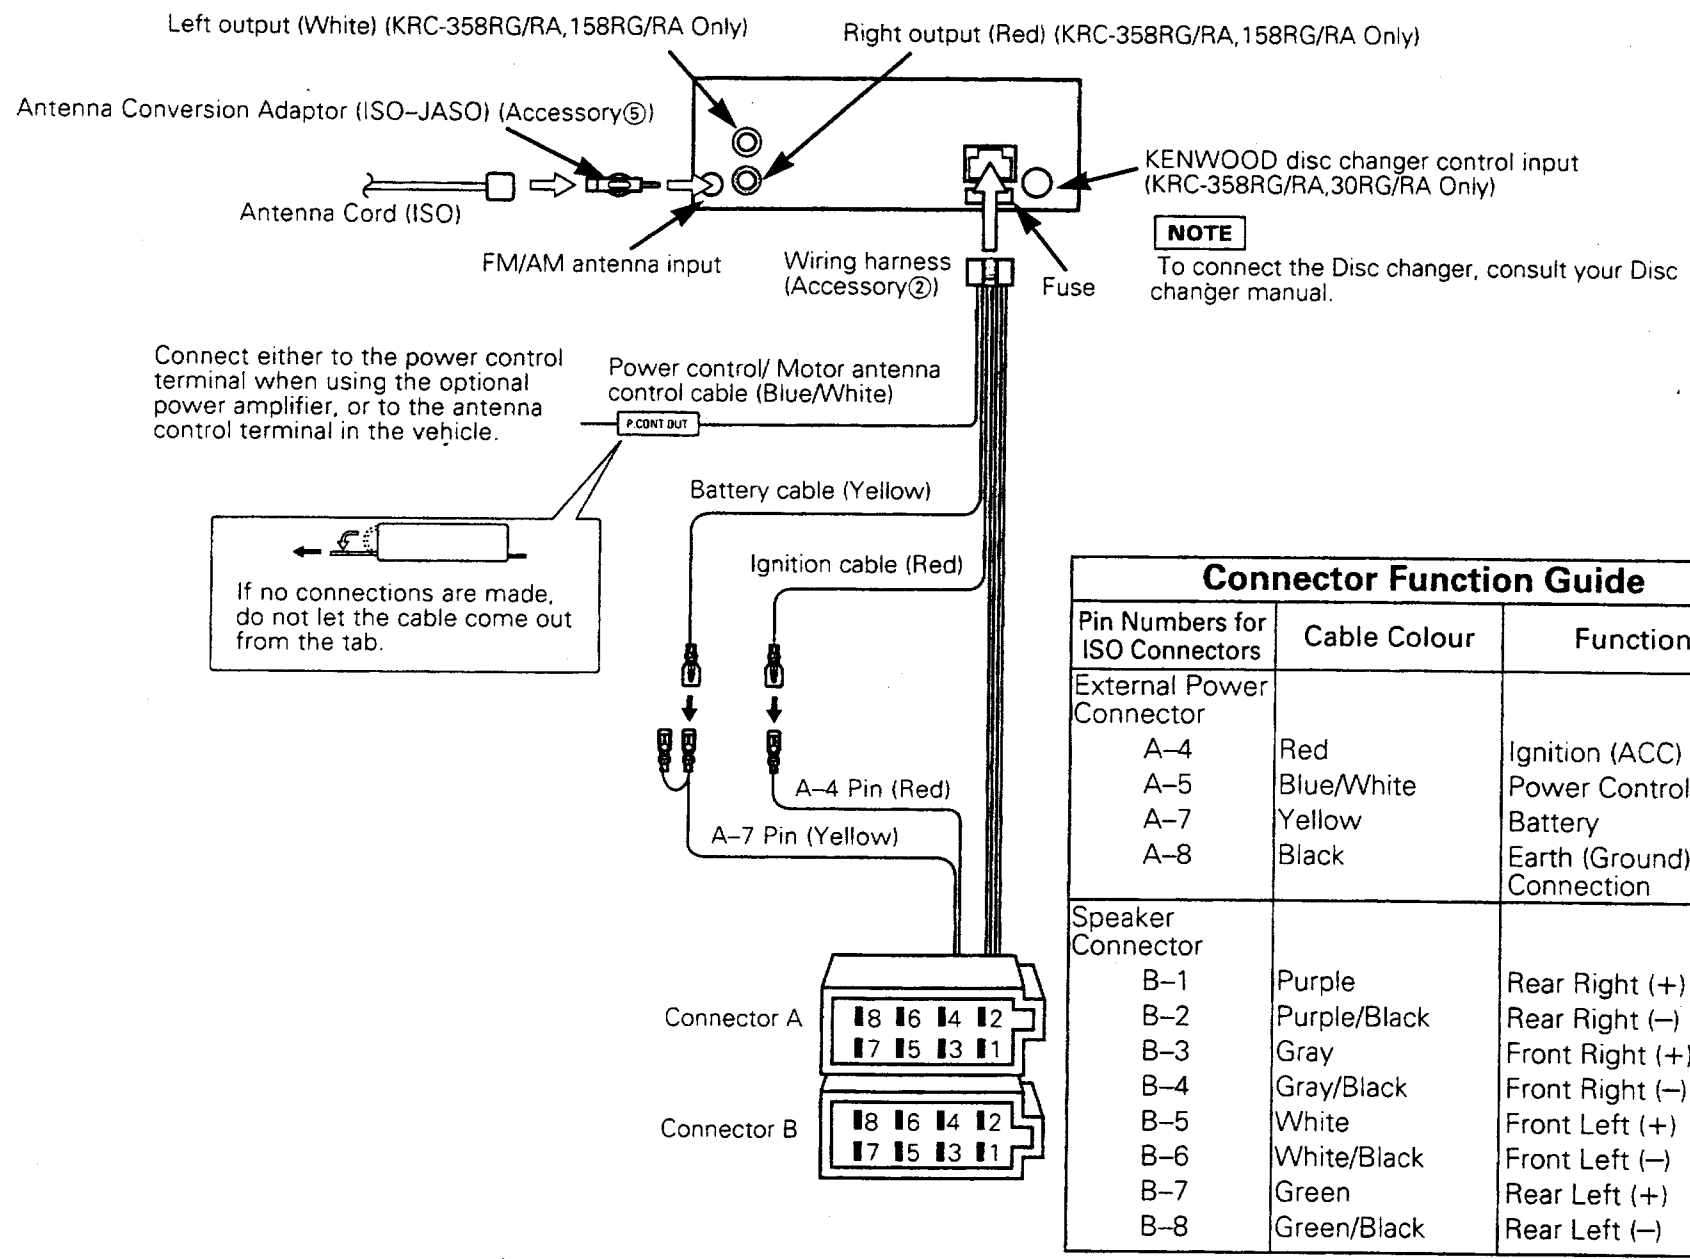 Left output (White) (KRC-358RG/RA,158RG/RA Only)
Right output (Red) (KRC-358RG/RA,158RG/RA Only)
Antenna Conversion Adaptor (ISO–JASO) (Accessory⑤)
KENWOOD disc changer control input
(KRC-358RG/RA,30RG/RA Only)
Antenna Cord (ISO)
NOTE
FM/AM antenna input
Wiring harness
(Accessory②)
Fuse
To connect the Disc changer, consult your Disc
changer manual.
Connect either to the power control
terminal when using the optional
power amplifier, or to the antenna
control terminal in the vehicle.
Power control/ Motor antenna
control cable (Blue/White)
P.CONT OUT
Battery cable (Yellow)
Ignition cable (Red)
If no connections are made,
do not let the cable come out
from the tab.
A–4 Pin (Red)
A–7 Pin (Yellow)
Connector A
8 6 4 2
7 5 3 1
Connector B
8 6 4 2
7 5 3 1
Connector Function Guide
Pin Numbers for
ISO Connectors
Cable Colour
Function
External Power
Connector
A–4 Red Ignition (ACC)
A–5 Blue/White Power Control
A–7 Yellow Battery
A–8 Black Earth (Ground)
Connection
Speaker
Connector
B–1 Purple Rear Right (+)
B–2 Purple/Black Rear Right (–)
B–3 Gray Front Right (+)
B–4 Gray/Black Front Right (–)
B–5 White Front Left (+)
B–6 White/Black Front Left (–)
B–7 Green Rear Left (+)
B–8 Green/Black Rear Left (–)